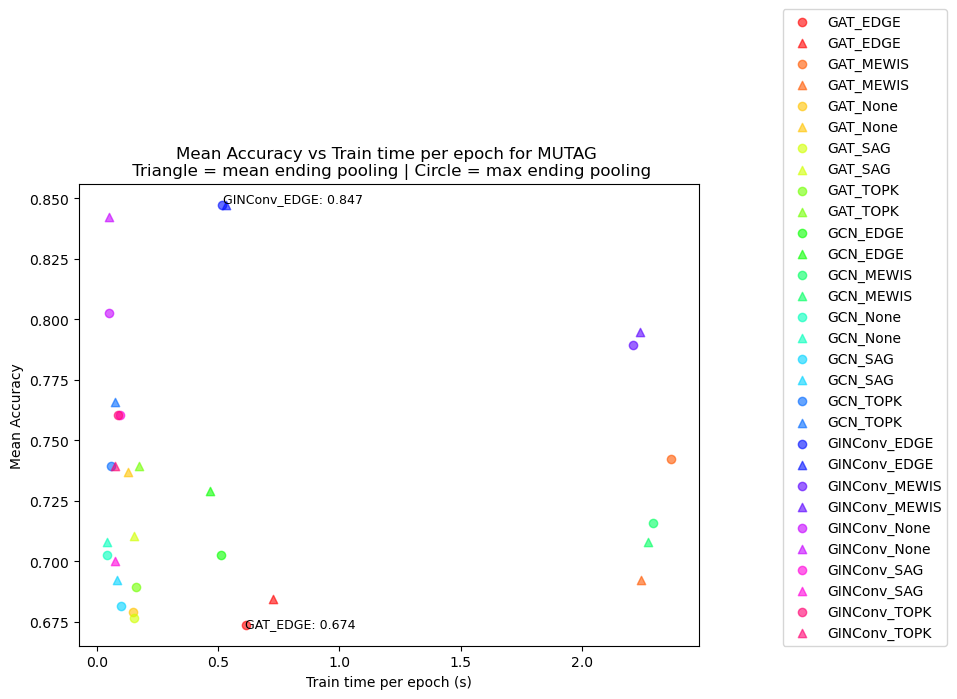 Mean Accuracy vs Train time per epoch for MUTAG
Triangle = mean ending pooling | Circle = max ending pooling
Mean Accuracy
0.850
0.825
0.800
0.775
0.750
0.725
0.700
0.675
GINConv_EDGE: 0.847
GAT_EDGE: 0.674
0.0
0.5
1.0
1.5
2.0
Train time per epoch (s)
GAT_EDGE
GAT_EDGE
GAT_MEWIS
GAT_MEWIS
GAT_None
GAT_None
GAT_SAG
GAT_SAG
GAT_TOPK
GAT_TOPK
GCN_EDGE
GCN_EDGE
GCN_MEWIS
GCN_MEWIS
GCN_None
GCN_None
GCN_SAG
GCN_SAG
GCN_TOPK
GCN_TOPK
GINConv_EDGE
GINConv_EDGE
GINConv_MEWIS
GINConv_MEWIS
GINConv_None
GINConv_None
GINConv_SAG
GINConv_SAG
GINConv_TOPK
GINConv_TOPK